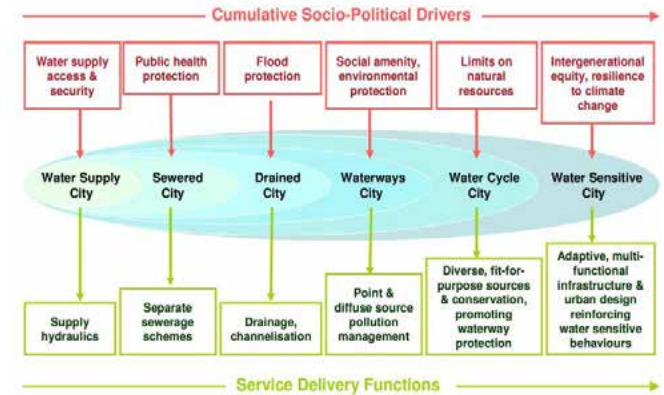 Cumulative Socio-Political Drivers
Water supply
access &
security
Public health
protection
Flood
protection
Social amenity,
environmental
protection
Limits on
natural
resources
Intergenerational
equity, resilience
to climate
change
Water Supply
City
Sewered
City
Drained
City
Waterways
City
Water Cycle
City
Water Sensitive
City
Supply
hydraulics
Separate
sewerage
schemes
Drainage,
channelisation
Point &
diffuse source
pollution
management
Diverse, fit-for-
purpose sources
& conservation,
promoting
waterway
protection
Adaptive, multi-
functional
infrastructure &
urban design
reinforcing
water sensitive
behaviours
Service Delivery Functions